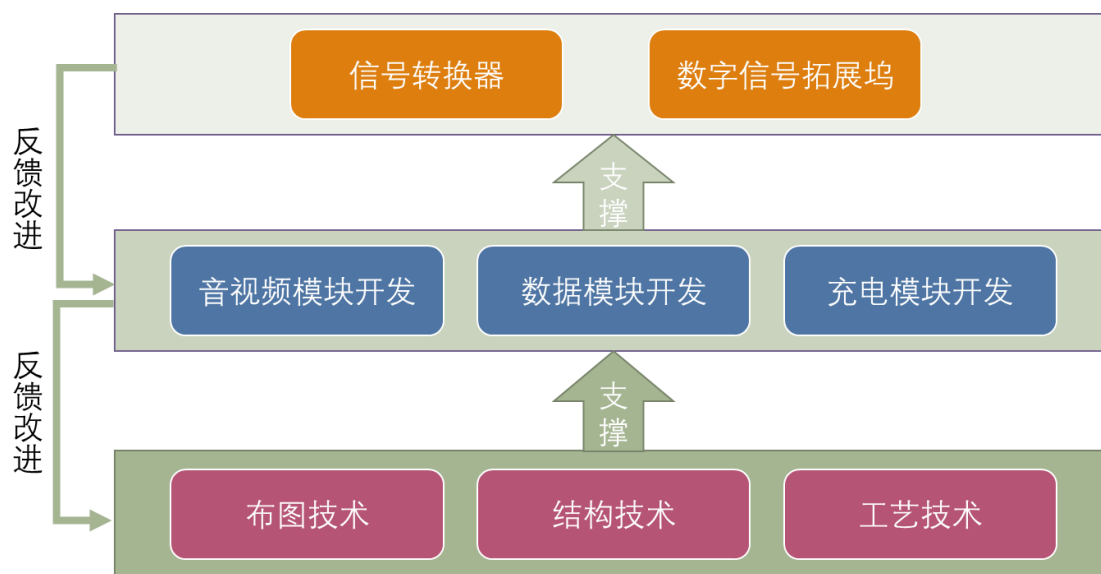 信号转换器
数字信号拓展坞
反馈改进
支撑
音视频模块开发
数据模块开发
充电模块开发
反馈改进
支撑
布图技术
结构技术
工艺技术